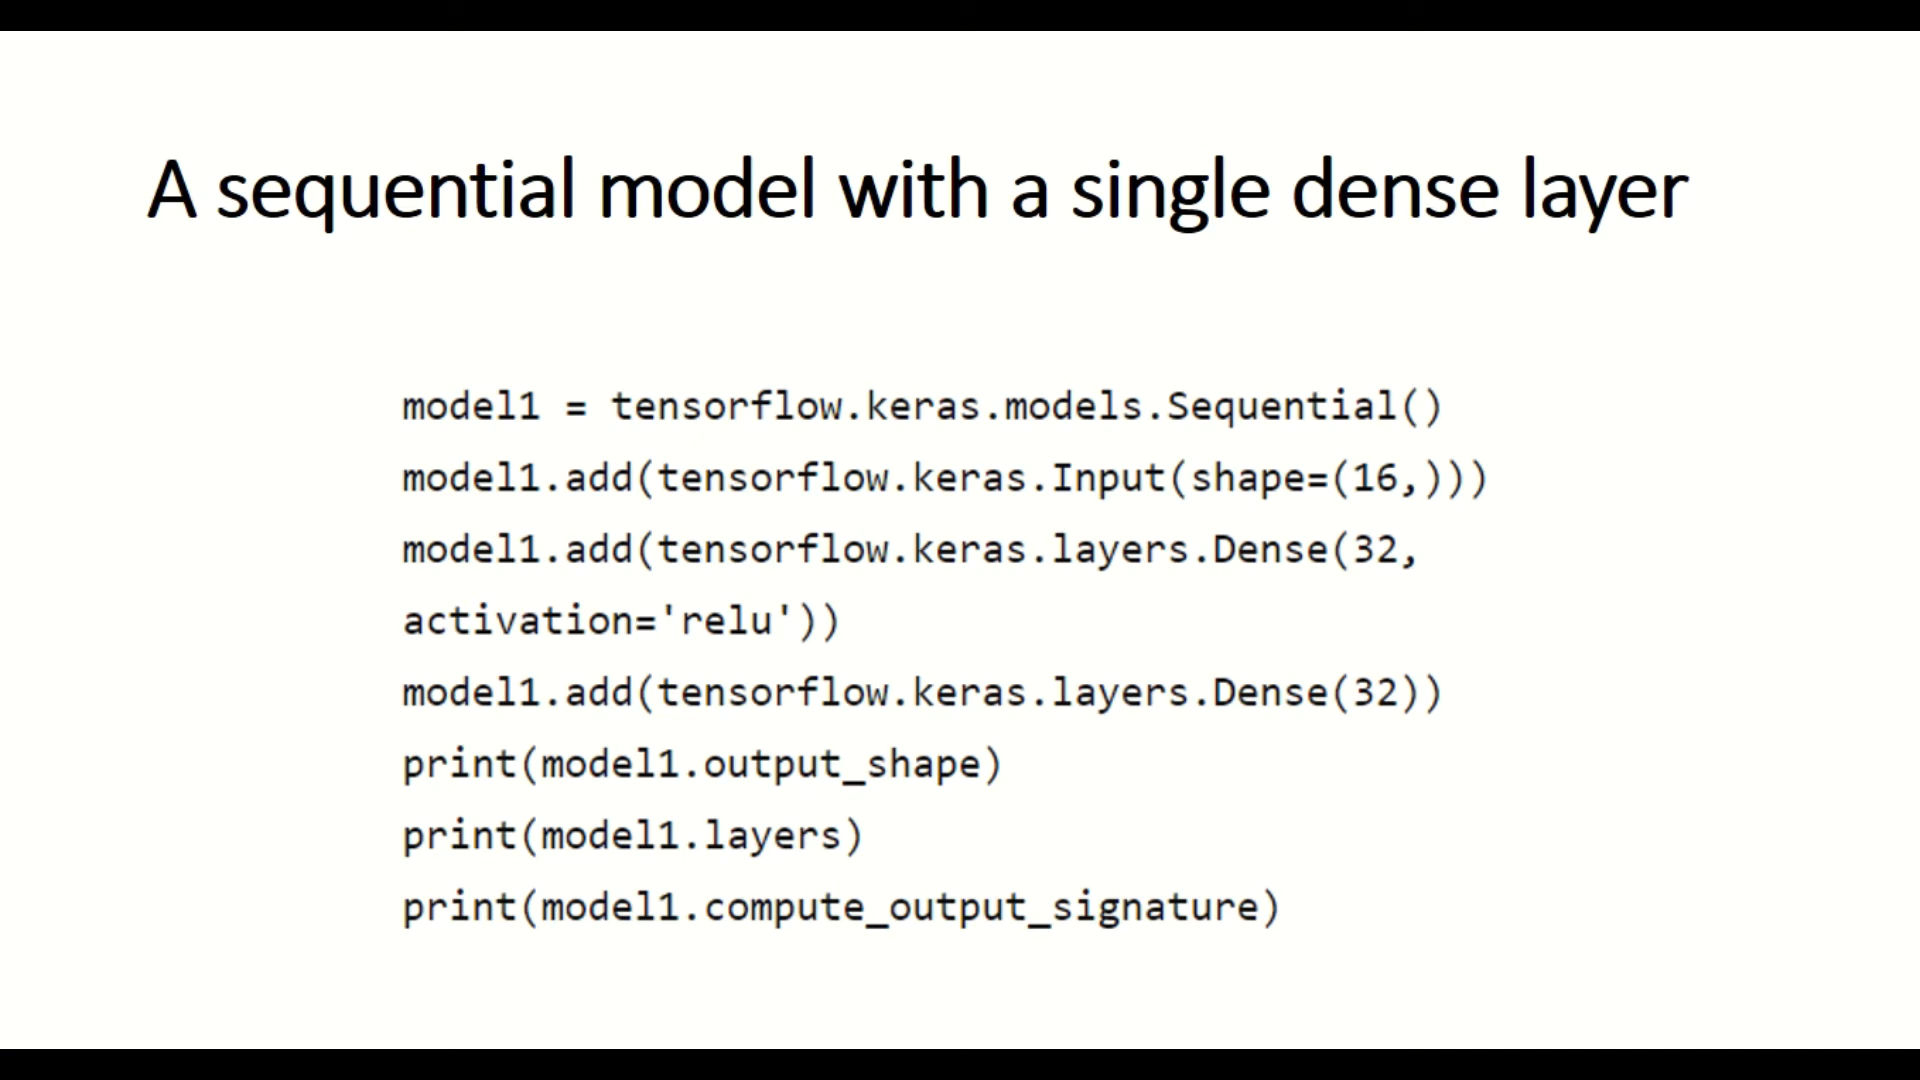 A sequential model with a single dense layer
model1 = tensorflow.keras.models.Sequential()
model1.add(tensorflow.keras.Input(shape=(16,)))
model1.add(tensorflow.keras.layers.Dense(32,
activation='relu'))
model1.add(tensorflow.keras.layers.Dense(32))
print(model1.output_shape)
print(model1.layers)
print(model1.compute_output_signature)